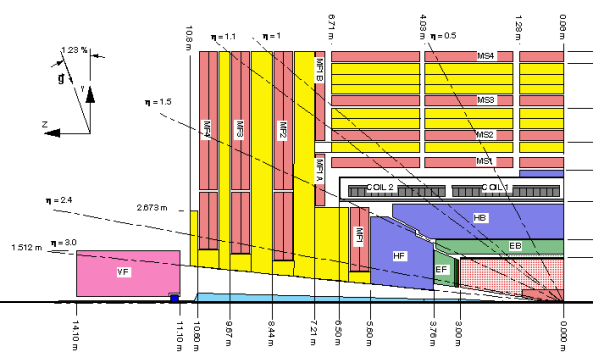 10.8 m
η = 1.1
η = 1
6.71 m
4.03 m
η = 0.5
1.28 m
0.08 m
1.23 %
g
Y
Z
MS4
MF1 B
MS3
MS2
MS1
η = 1.5
MF4
MF3
MF2
MF1 A
COIL 2
COIL 1
η = 2.4
2.673 m
MF1
HB
EB
HF
EF
1.512 m
η = 3.0
VF
14.10 m
11.10 m
10.80 m
9.67 m
8.44 m
7.21 m
6.50 m
5.60 m
3.76 m
3.00 m
0.000 m